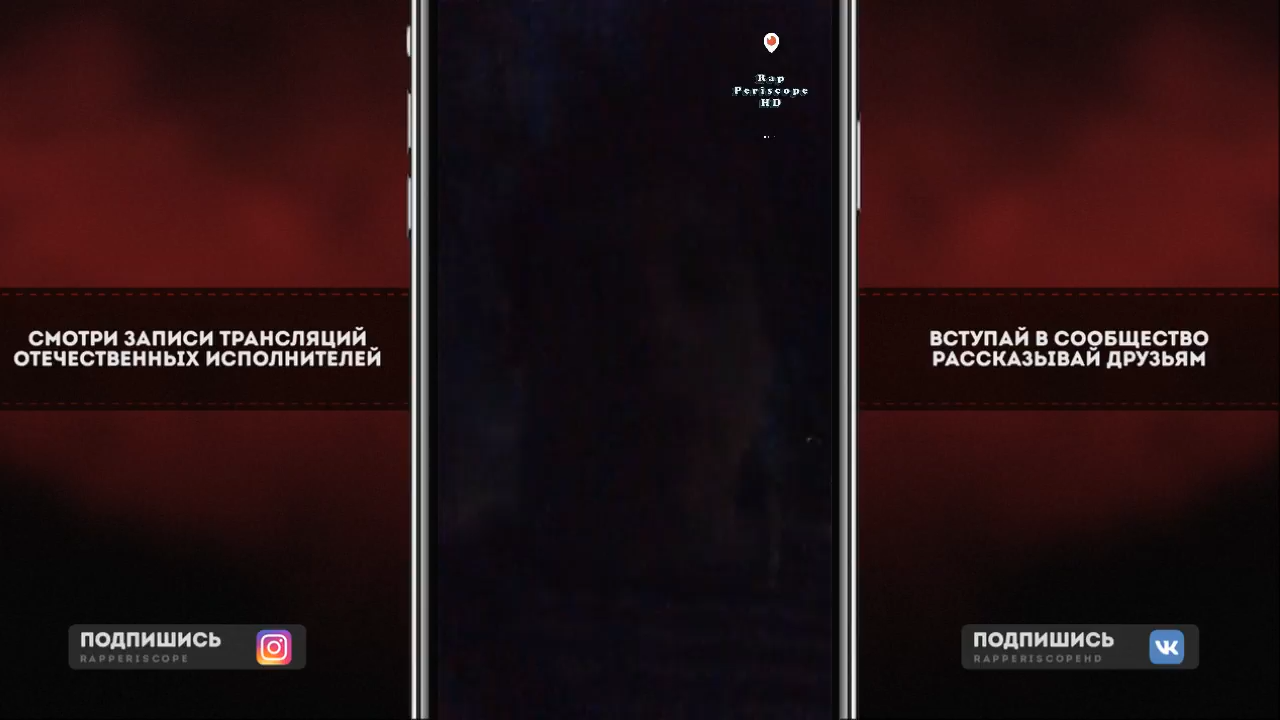 Rap
Periscope
HD
СМОТРИ ЗАПИСИ ТРАНСЛЯЦИЙ
ОТЕЧЕСТВЕННЫХ ИСПОЛНИТЕЛЕЙ
ВСТУПАЙ В СООБЩЕСТВО
РАССКАЗЫВАЙ ДРУЗЬЯМ
ПОДПИШИСЬ
RAPPERISCOPE
ПОДПИШИСЬ
RAPPERISCOPEHD